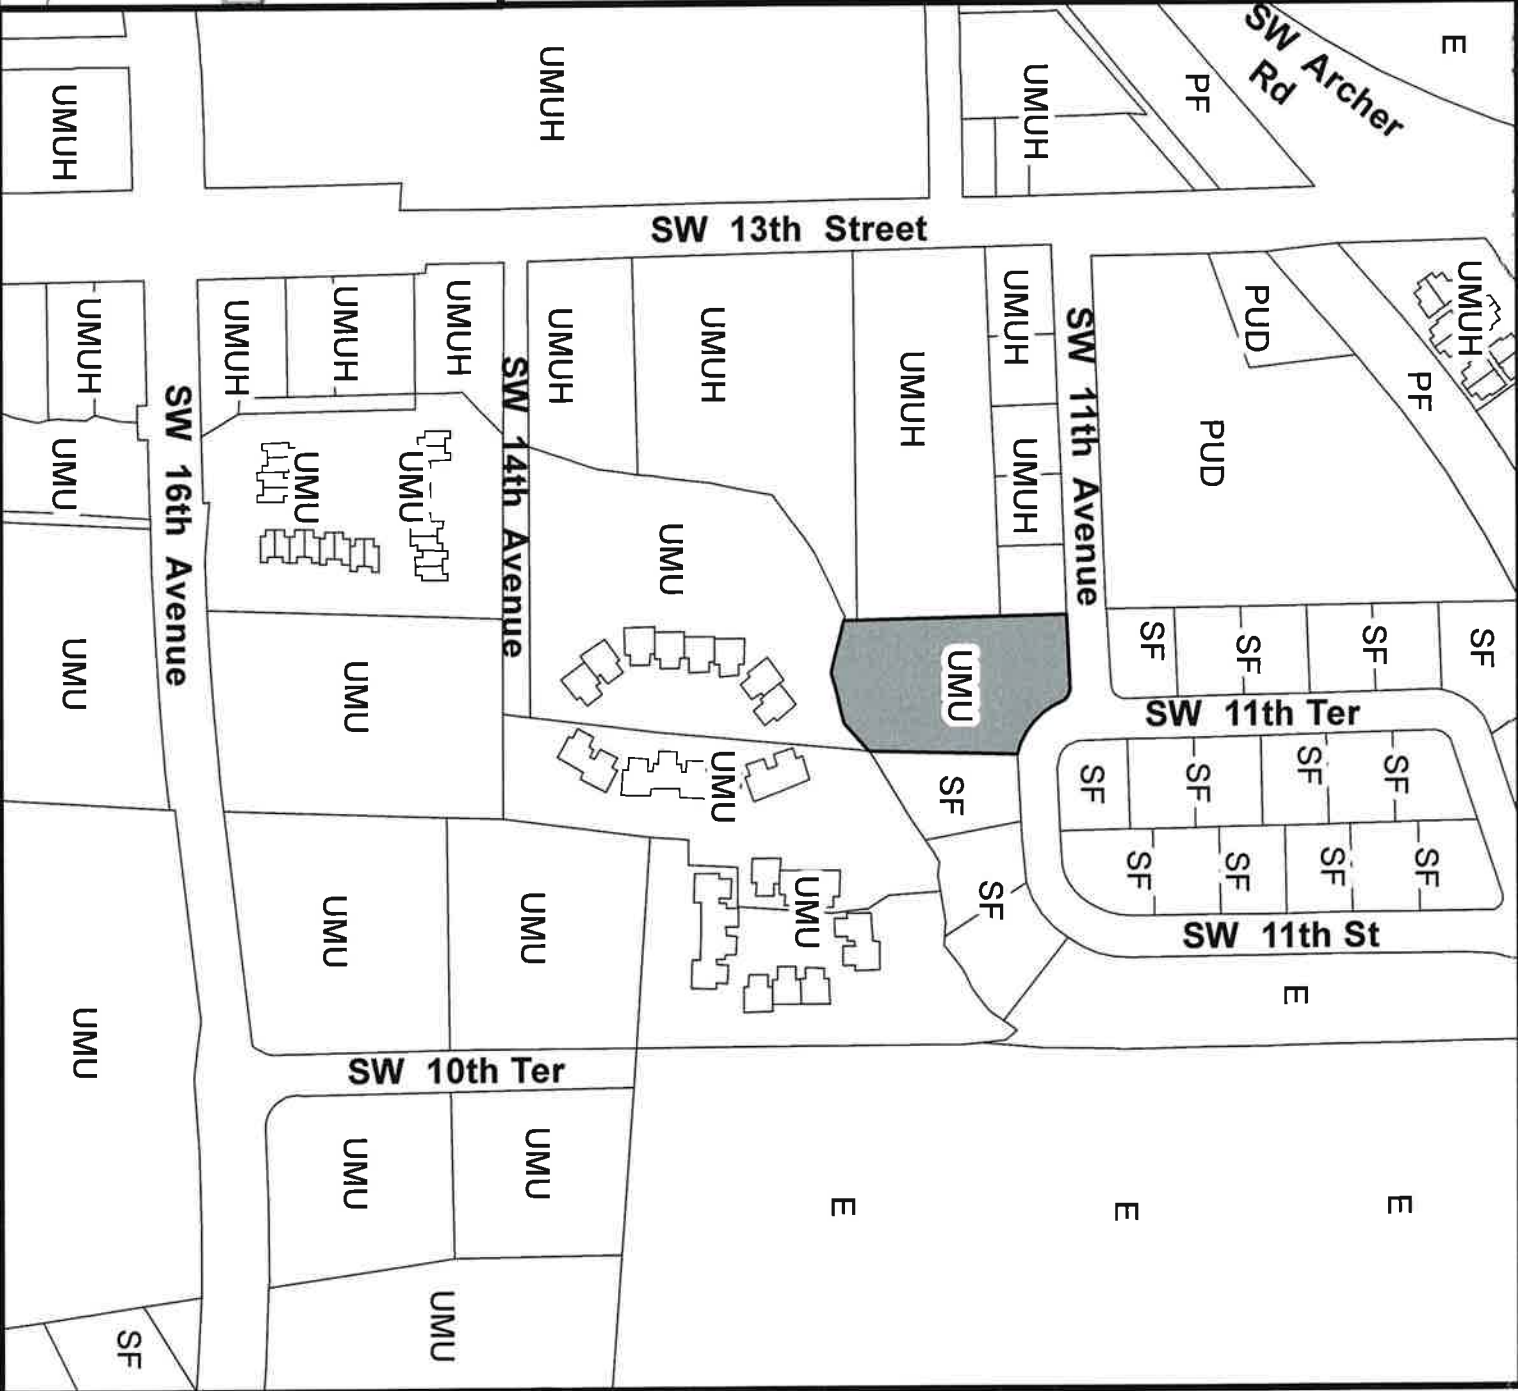 E
SW Archer
Rd
PF
UMUH
UMUH
UMUH
SW 13th Street
UMUH
UMUH
UMUH
UMUH
UMUH
UMUH
UMUH
UMUH
UMUH
PUD
UMUH
PF
PUD
SW 11th Avenue
SW 14th Avenue
SW 16th Avenue
UMU
UMU
UMU
UMU
UMU
UMU
UMU
UMU
SF
SF
SF
SF
SW 11th Ter
UMU
SF
SF
SF
SF
SF
SF
SF
SF
SF
SF
UMU
UMU
UMU
SW 11th St
E
UMU
SW 10th Ter
UMU
UMU
E
E
E
UMU
SF